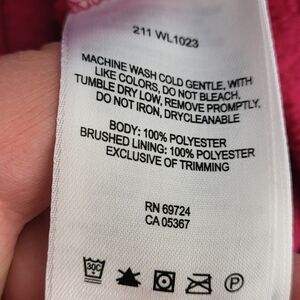 211 WL1023
MACHINE WASH COLD GENTLE, WITH
LIKE COLORS, DO NOT BLEACH,
TUMBLE DRY LOW, REMOVE PROMPTLY,
DO NOT IRON, DRYCLEANABLE
BODY: 100% POLYESTER
BRUSHED LINING: 100% POLYESTER
EXCLUSIVE OF TRIMMING
RN 69724
CA 05367
30C P